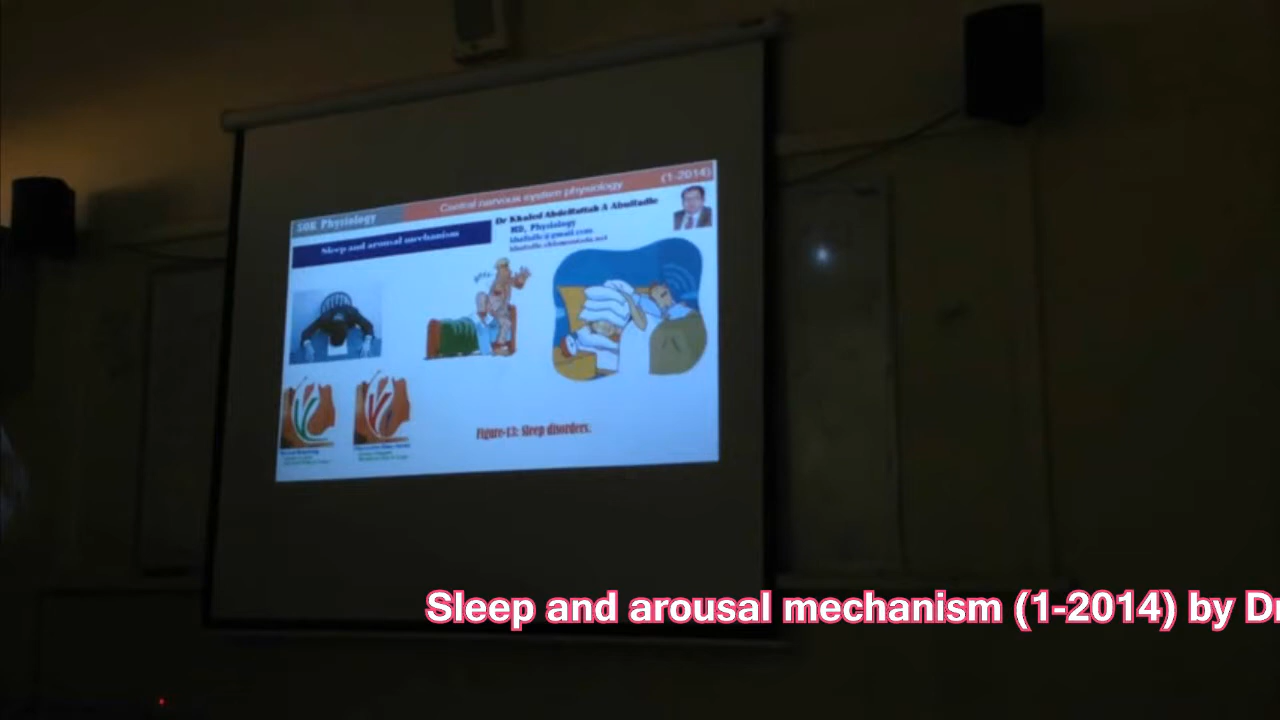 SOK Physiology
Central nervous system physiology
(1-2014)
Sleep and arousal mechanism
Dr Khaled Abdelfattah A Abulfadle
MD, Physiology
Figure-13: Sleep disorders.
Sleep and arousal mechanism (1-2014) by Dr